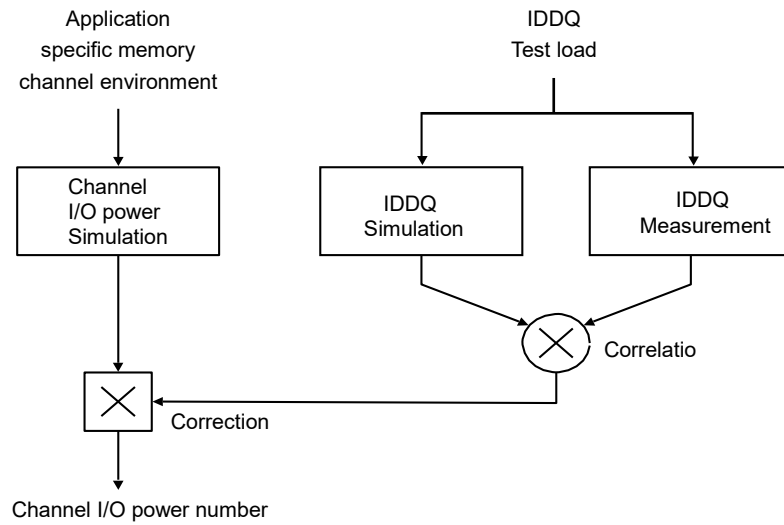 Application
specific memory
channel environment
IDDQ
Test load
Channel
I/O power
Simulation
IDDQ
Simulation
IDDQ
Measurement
Correlatio
Correction
Channel I/O power number